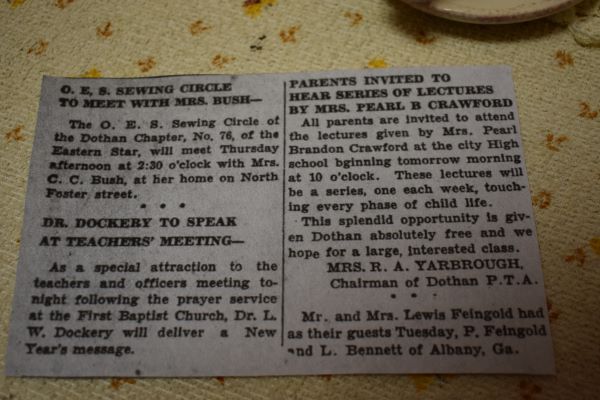 O. E, S. SEWING CIRCLE
TO MEET WITH MRS. BUSH—
The O. E, S. Sewing Circle of
the Dothan Chapter, No. 76, of the
Eastern Star, will meet Thursday
afternoon at 2:30 o'clock with Mrs.
C. C. Bush, at her home on North
Foster street.
* * *
DR. DOCKERY TO SPEAK
AT TEACHERS' MEETING—
As a special attraction to the
teachers and officers meeting to-
night following the prayer service
at the First Baptist Church, Dr. L.
W. Dockery will deliver a New
Year's message.
PARENTS INVITED TO
HEAR SERIES OF LECTURES
BY MRS. PEARL B CRAWFORD
All parents are invited to attend
the lectures given by Mrs. Pearl
Brandon Crawford at the city High
school bginning tomorrow morning
at 10 o'clock. These lectures will
be a series, one each week, touch-
ing every phase of child life.
This splendid opportunity is giv-
en Dothan absolutely free and we
hope for a large, interested class.
MRS. R. A. YARBROUGH,
Chairman of Dothan P.T.A.
* * *
Mr. and Mrs. Lewis Feingold had
as their guests Tuesday, P. Feingold
and L. Bennett of Albany, Ga.